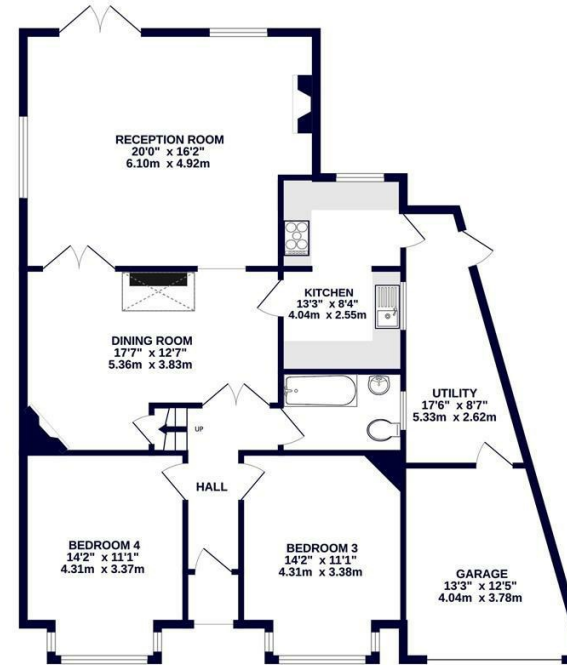 RECEPTION ROOM
20'0" x 16'2"
6.10m x 4.92m
KITCHEN
13'3" x 8'4"
4.04m x 2.55m
DINING ROOM
17'7" x 12'7"
5.36m x 3.83m
UTILITY
17'6" x 8'7"
5.33m x 2.62m
UP
HALL
BEDROOM 4
14'2" x 11'1"
4.31m x 3.37m
BEDROOM 3
14'2" x 11'1"
4.31m x 3.38m
GARAGE
13'3" x 12'5"
4.04m x 3.78m